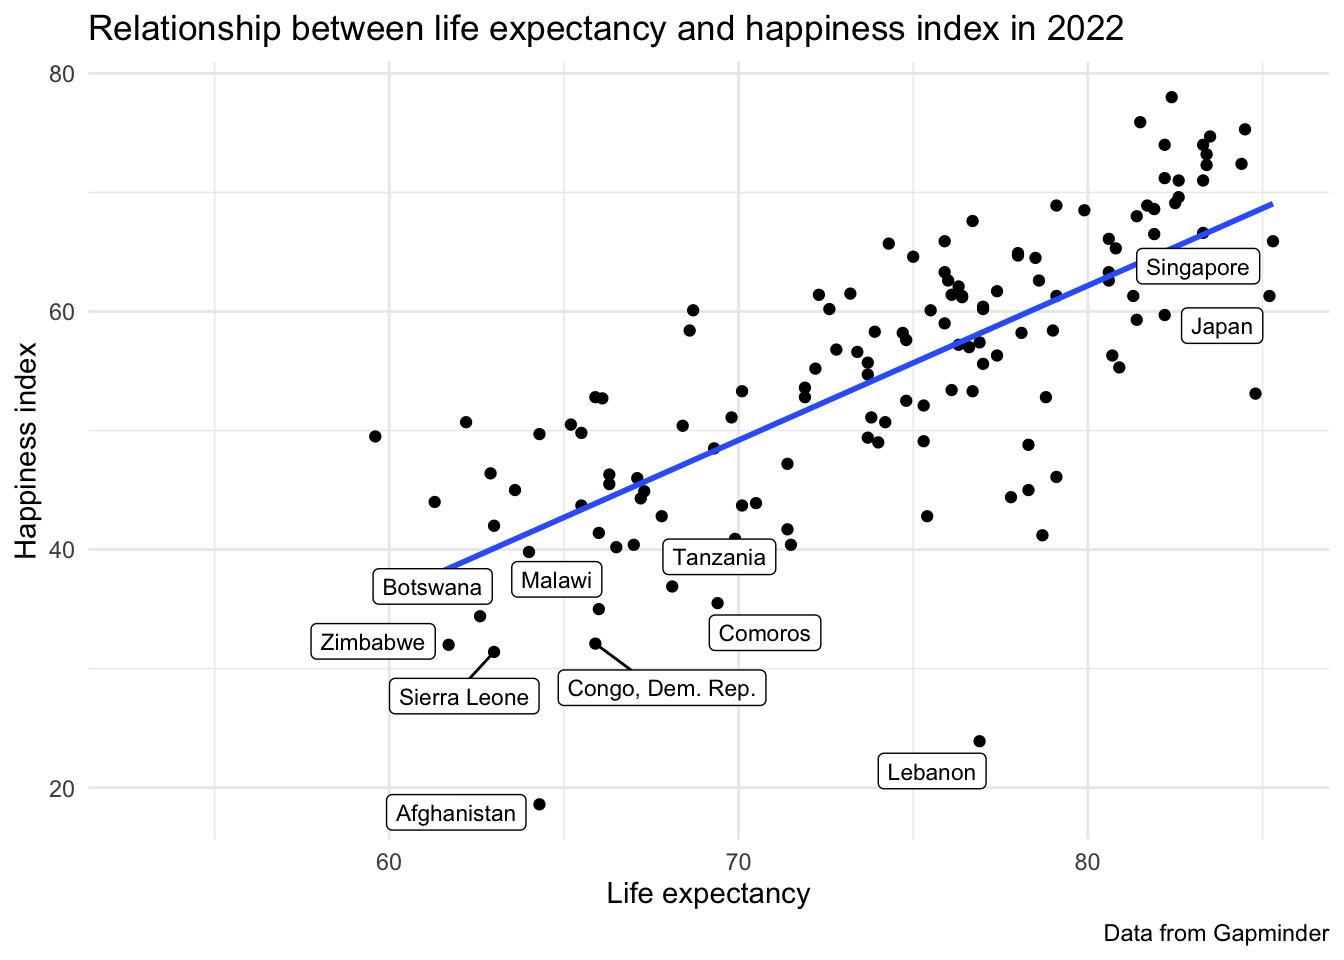 Relationship between life expectancy and happiness index in 2022
80
60
40
20
Happiness index
Singapore
Japan
Tanzania
Botswana
Malawi
Zimbabwe
Comoros
Sierra Leone
Congo, Dem. Rep.
Lebanon
Afghanistan
60 70 80
Life expectancy
Data from Gapminder